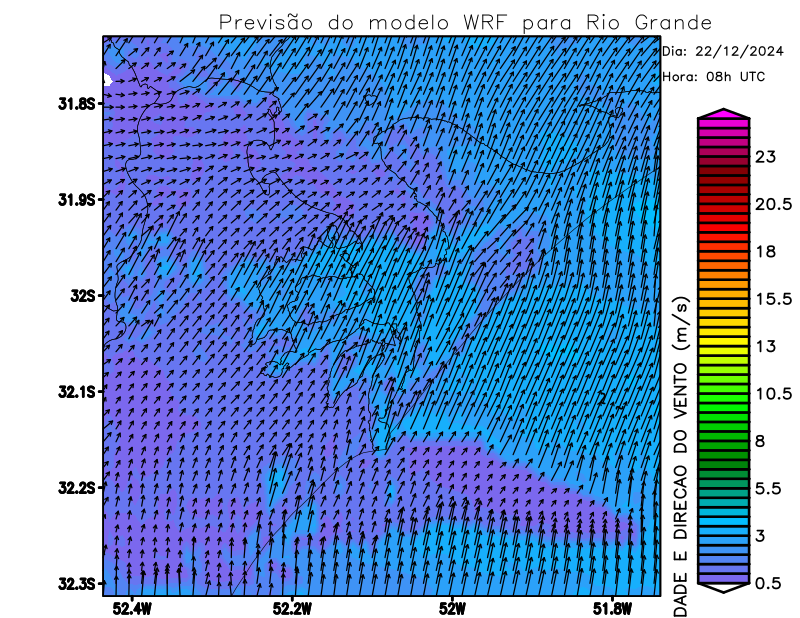 Previsão do modelo WRF para Rio Grande
Dia: 22/12/2024
Hora: 08h UTC
31.8S
31.9S
32S
32.1S
32.2S
32.3S
52.4W
52.2W
52W
51.8W
23
20.5
18
15.5
13
10.5
8
5.5
3
0.5
DADE E DIRECAO DO VENTO (m/s)